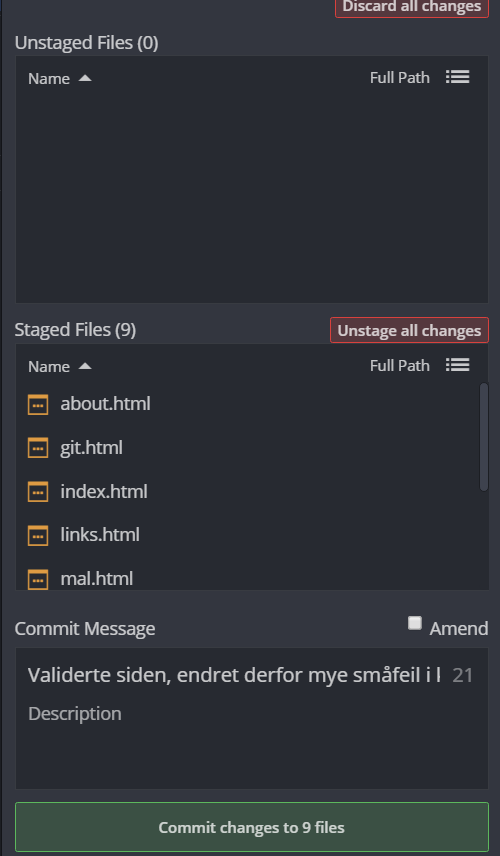 Discard all changes
Unstaged Files (0)
Name Full Path
Staged Files (9)
Unstage all changes
Name Full Path
about.html
git.html
index.html
links.html
mal.html
Commit Message
Amend
Validerte siden, endret derfor mye småfeil i 21
Description
Commit changes to 9 files